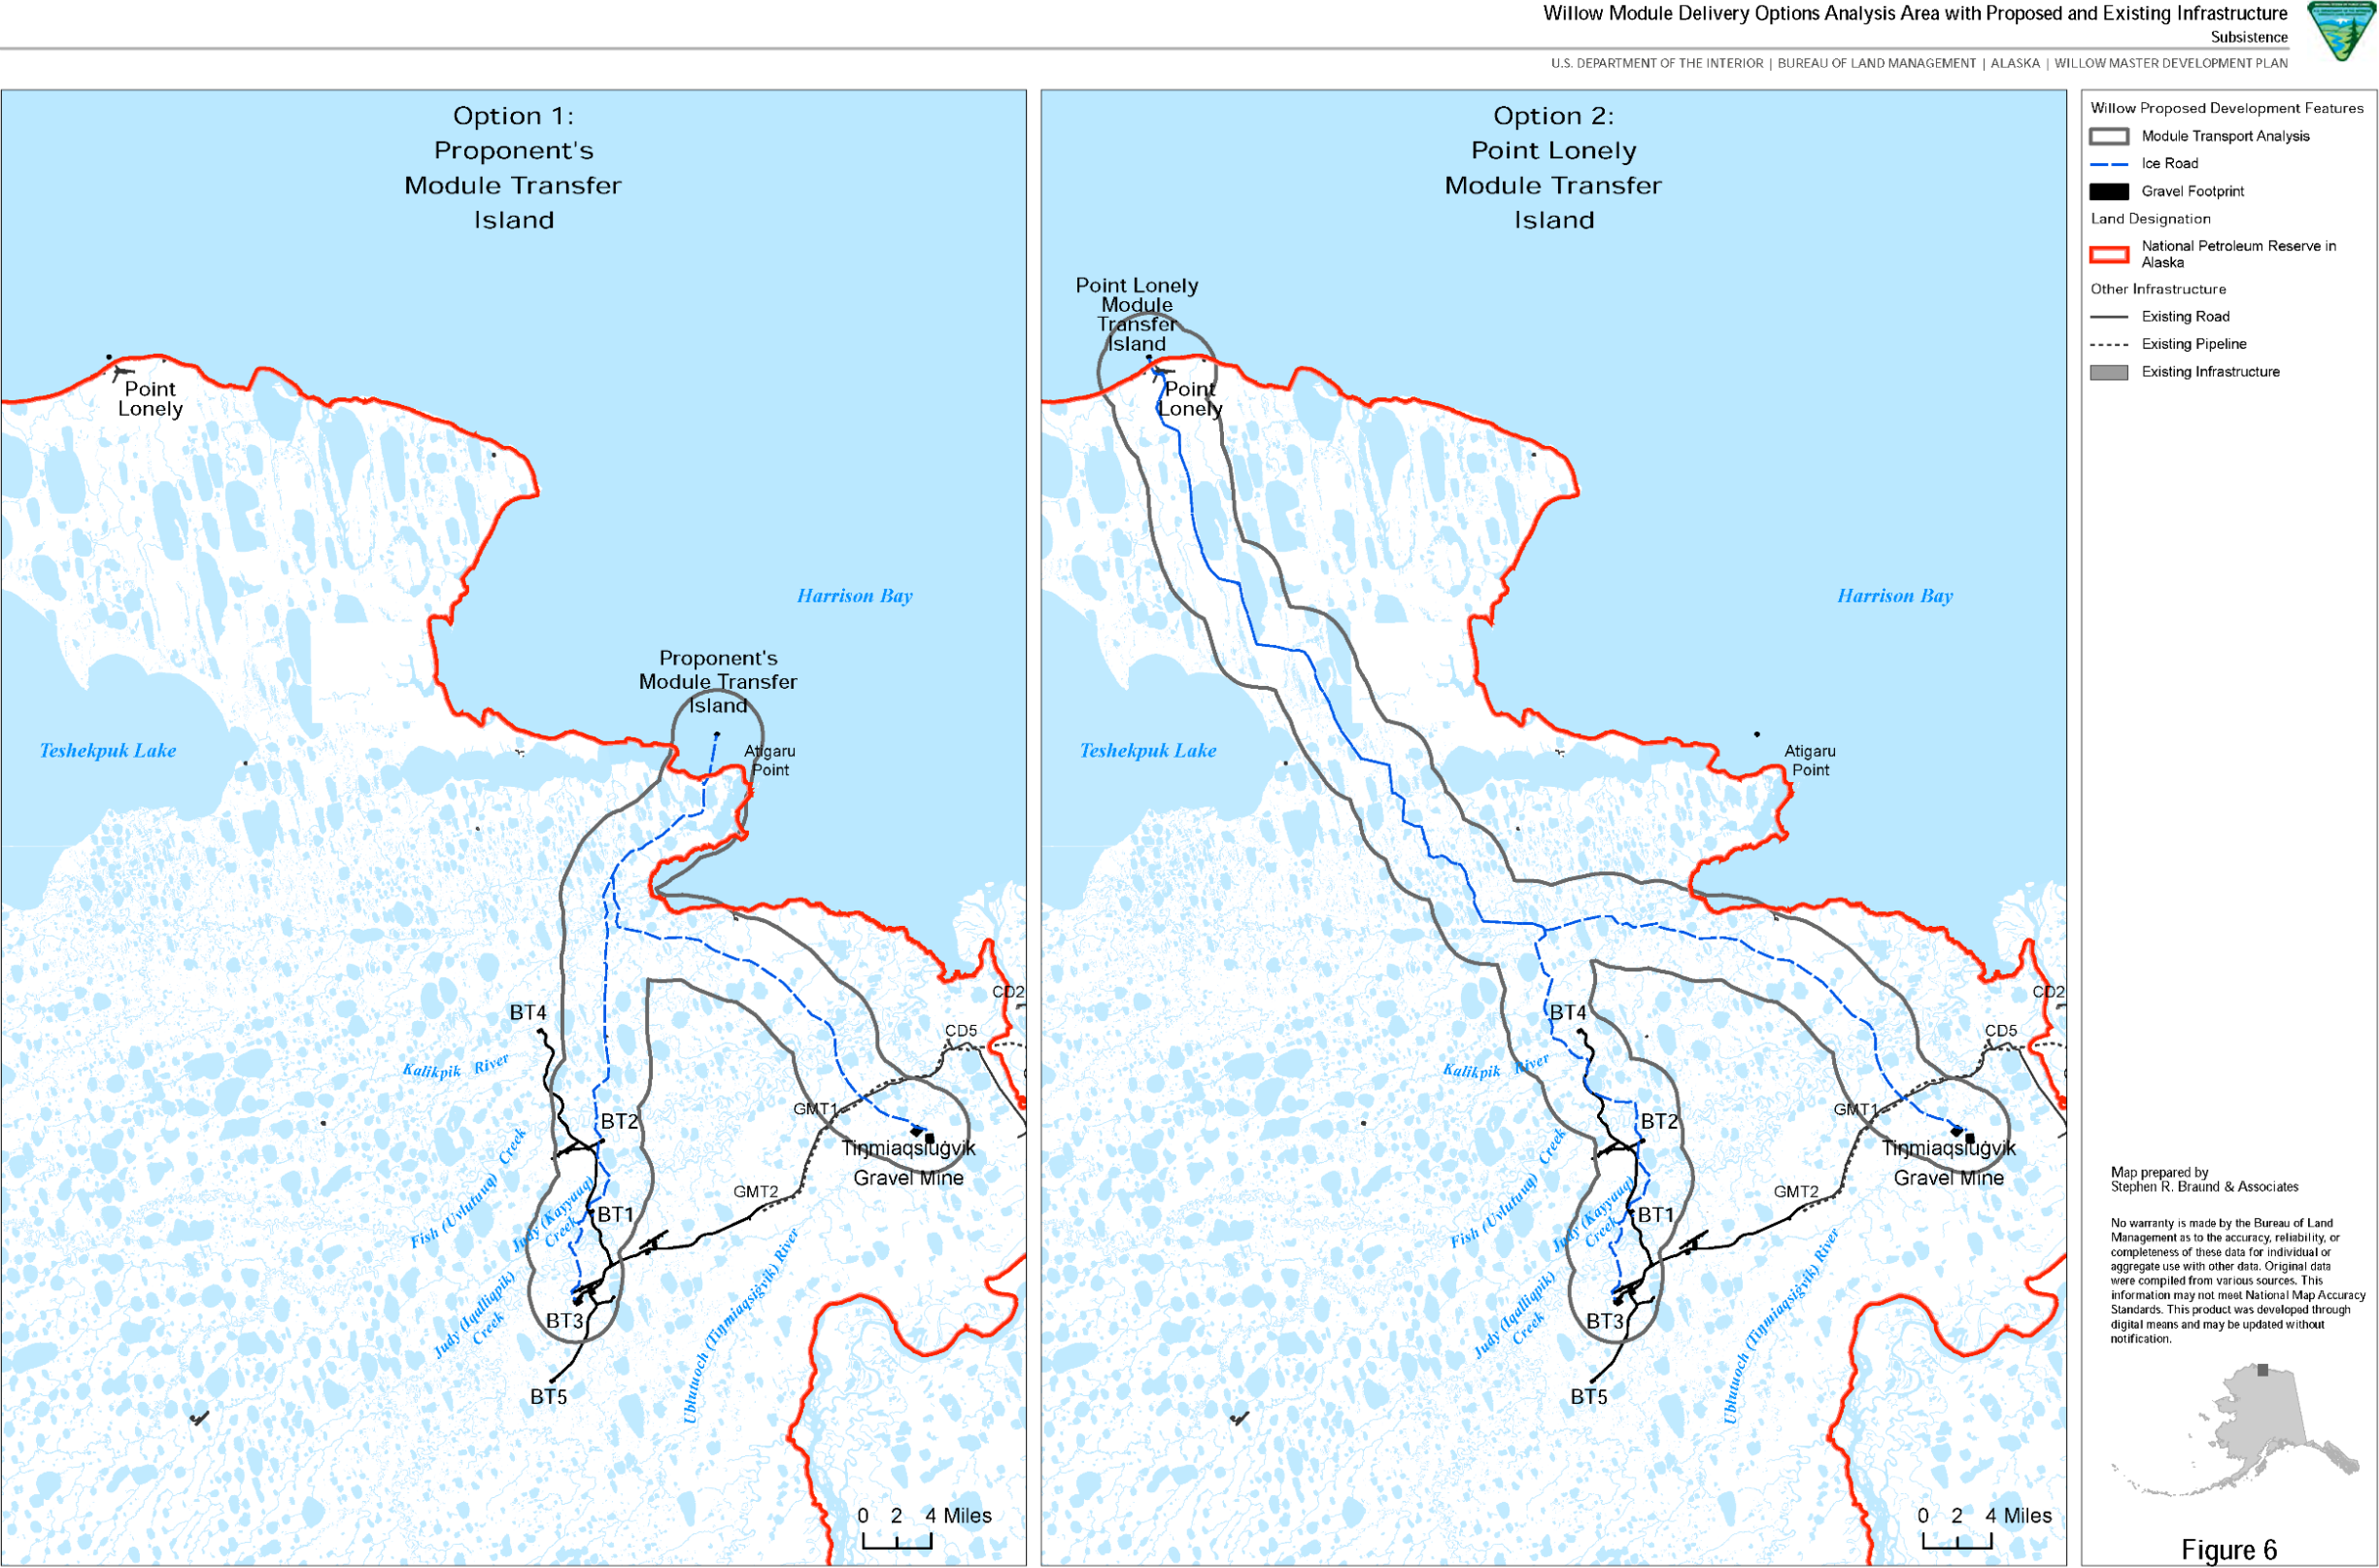 Willow Module Delivery Options Analysis Area with Proposed and Existing Infrastructure
Subsistence
U.S. DEPARTMENT OF THE INTERIOR | BUREAU OF LAND MANAGEMENT | ALASKA | WILLOW MASTER DEVELOPMENT PLAN
Option 1:
Proponent's
Module Transfer
Island
Point
Lonely
Harrison Bay
Proponent's
Module Transfer
Island
Teshekpuk Lake
Atigaru
Point
CD2
BT4
CD5
Kalikpik River
GMT1
BT2
Tiŋmiaqsiuġvik
Gravel Mine
Fish (Uvlutuuq) Creek
GMT2
Judy (Kayyaaq)
Creek
BT1
Judy (Iqalliqpik)
Creek
BT3
Ublutuoch (Tiŋmiaqsiġvik) River
BT5
0 2 4 Miles
Option 2:
Point Lonely
Module Transfer
Island
Point Lonely
Module
Transfer
Island
Point
Lonely
Harrison Bay
Teshekpuk Lake
Atigaru
Point
CD2
BT4
CD5
Kalikpik River
GMT1
BT2
Tiŋmiaqsiuġvik
Gravel Mine
Fish (Uvlutuuq) Creek
GMT2
Judy (Kayyaaq)
Creek
BT1
Judy (Iqalliqpik)
Creek
BT3
Ublutuoch (Tiŋmiaqsiġvik) River
BT5
0 2 4 Miles
Willow Proposed Development Features
Module Transport Analysis
Ice Road
Gravel Footprint
Land Designation
National Petroleum Reserve in
Alaska
Other Infrastructure
Existing Road
Existing Pipeline
Existing Infrastructure
Map prepared by
Stephen R. Braund & Associates
No warranty is made by the Bureau of Land
Management as to the accuracy, reliability, or
completeness of these data for individual or
aggregate use with other data. Original data
were compiled from various sources. This
information may not meet National Map Accuracy
Standards. This product was developed through
digital means and may be updated without
notification.
Figure 6